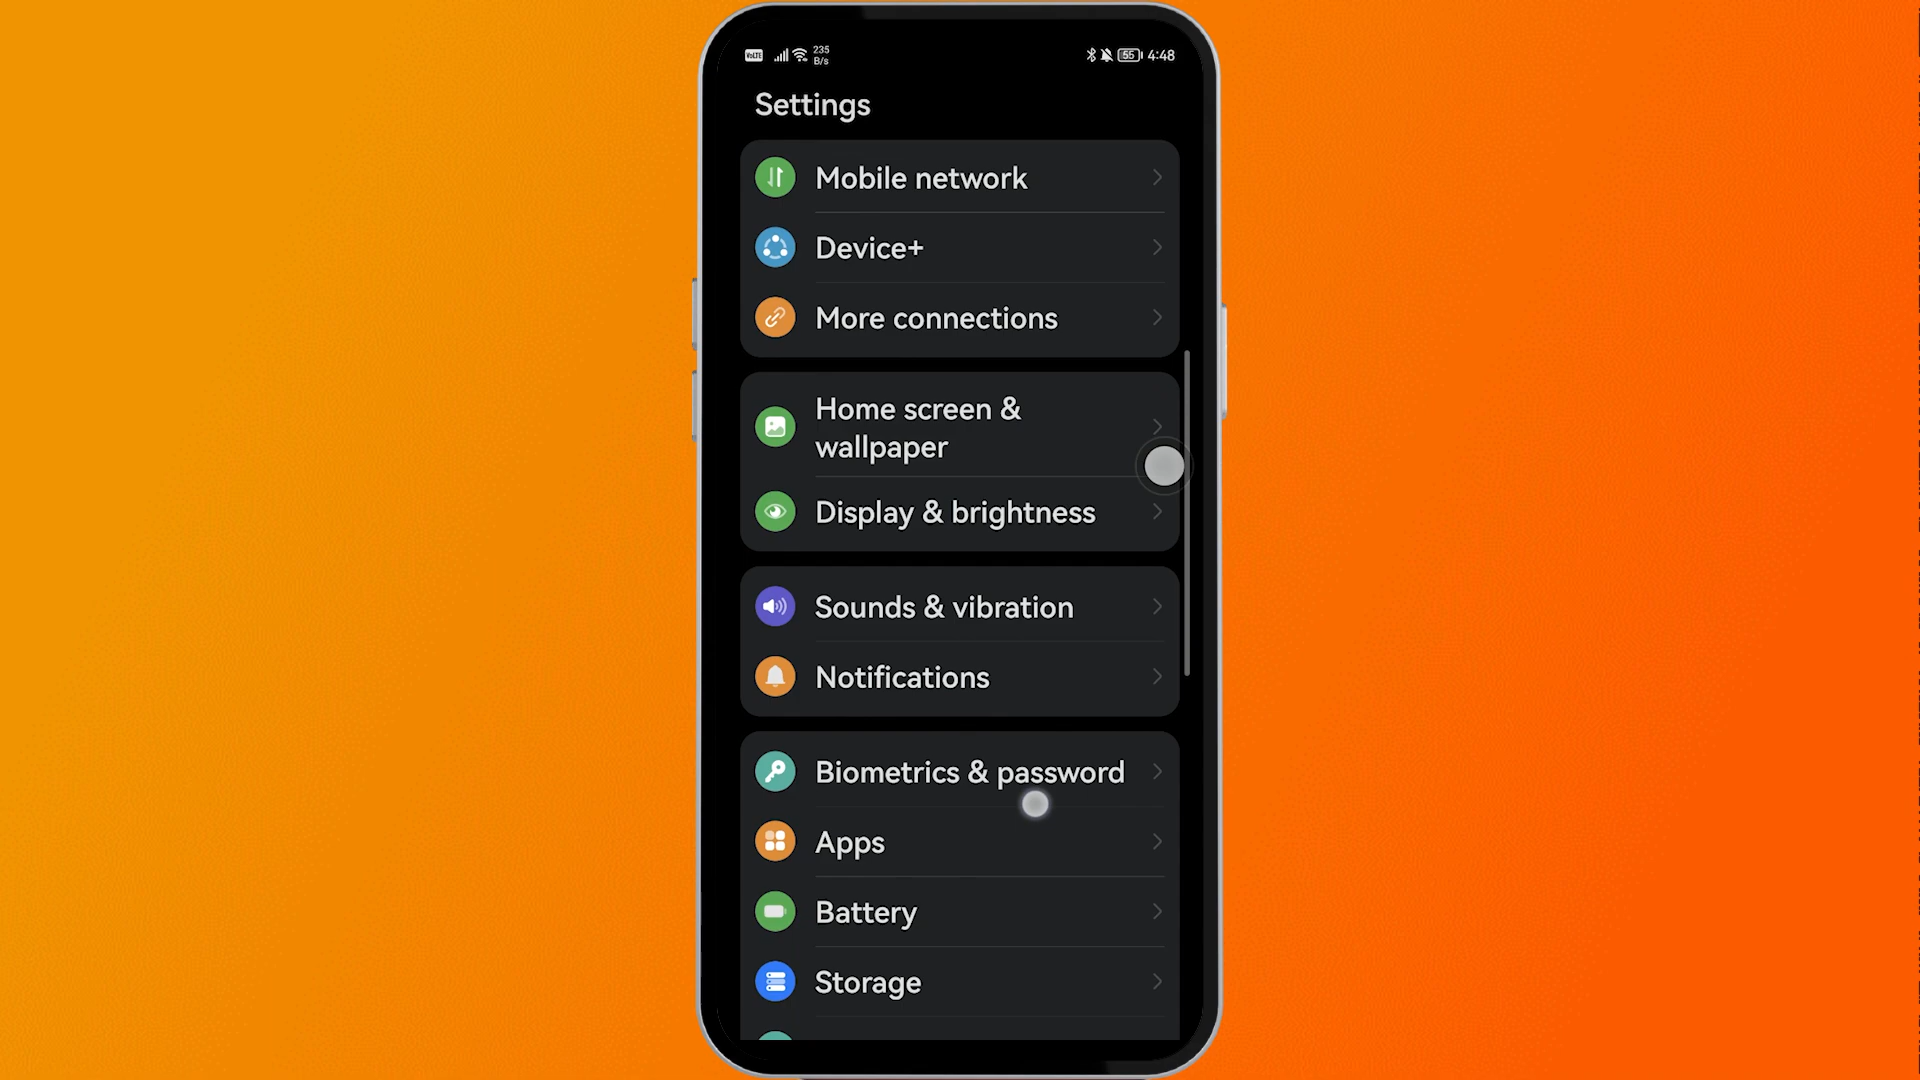 VoLTE 235 B/s 55 4:48
Settings
Mobile network
Device+
More connections
Home screen &
wallpaper
Display & brightness
Sounds & vibration
Notifications
Biometrics & password
Apps
Battery
Storage